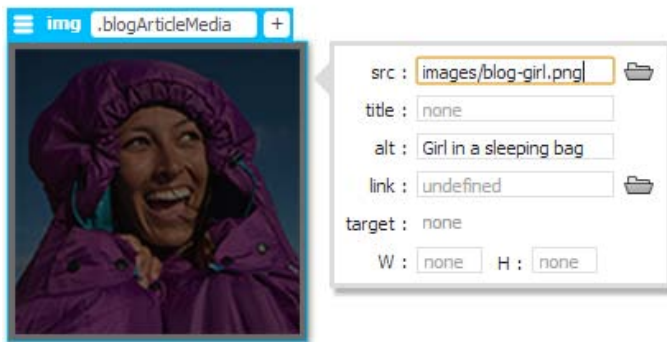 img .blogArticleMedia +
src : images/blog-girl.png
title : none
alt : Girl in a sleeping bag
link : undefined
target : none
W : none H : none